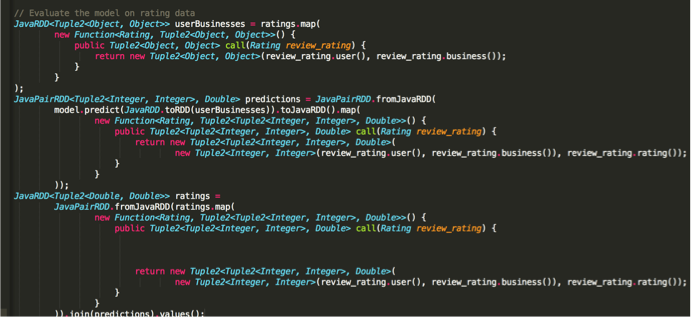 // Evaluate the model on rating data
JavaRDD<Tuple2<Object, Object>> userBusinesses = ratings.map(
new Function<Rating, Tuple2<Object, Object>>() {
public Tuple2<Object, Object> call(Rating review_rating) {
return new Tuple2<Object, Object>(review_rating.user(), review_rating.business());
}
}
);
JavaPairRDD<Tuple2<Integer, Integer>, Double> predictions = JavaPairRDD.fromJavaRDD(
model.predict(JavaRDD.toRDD(userBusinesses)).toJavaRDD().map(
new Function<Rating, Tuple2<Tuple2<Integer, Integer>, Double>>() {
public Tuple2<Tuple2<Integer, Integer>, Double> call(Rating review_rating) {
return new Tuple2<Tuple2<Integer, Integer>, Double>(
new Tuple2<Integer, Integer>(review_rating.user(), review_rating.business()), review_rating.rating());
}
}
));
JavaRDD<Tuple2<Double, Double>> ratings =
JavaPairRDD.fromJavaRDD(ratings.map(
new Function<Rating, Tuple2<Tuple2<Integer, Integer>, Double>>() {
public Tuple2<Tuple2<Integer, Integer>, Double> call(Rating review_rating) {
return new Tuple2<Tuple2<Integer, Integer>, Double>(
new Tuple2<Integer, Integer>(review_rating.user(), review_rating.business()), review_rating.rating());
}
}
)).join(predictions).values();